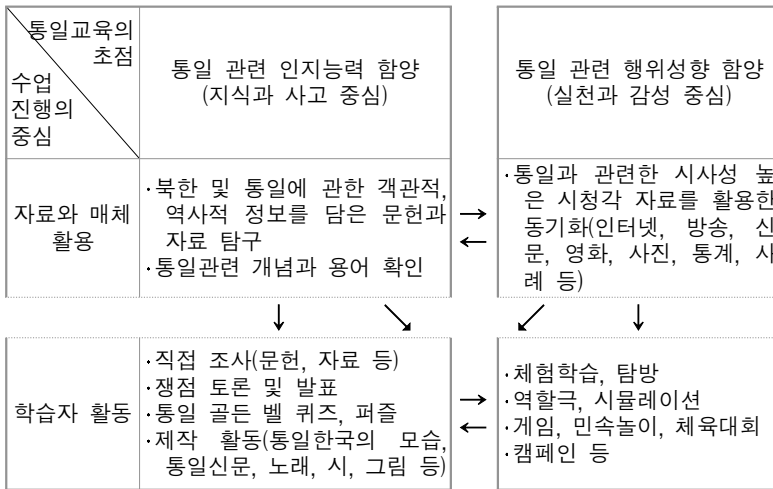 통일교육의
초점
수업
진행의
중심
통일 관련 인지능력 함양
(지식과 사고 중심)
통일 관련 행위성향 함양
(실천과 감성 중심)
자료와 매체
활용
·북한 및 통일에 관한 객관적,
역사적 정보를 담은 문헌과
자료 탐구
·통일관련 개념과 용어 확인
·통일과 관련한 시사성 높
은 시청각 자료를 활용한
동기화(인터넷, 방송, 신
문, 영화, 사진, 통계, 사
례 등)
학습자 활동
·직접 조사(문헌, 자료 등)
·쟁점 토론 및 발표
·통일 골든 벨 퀴즈, 퍼즐
·제작 활동(통일한국의 모습,
통일신문, 노래, 시, 그림 등)
·체험학습, 탐방
·역할극, 시뮬레이션
·게임, 민속놀이, 체육대회
·캠페인 등